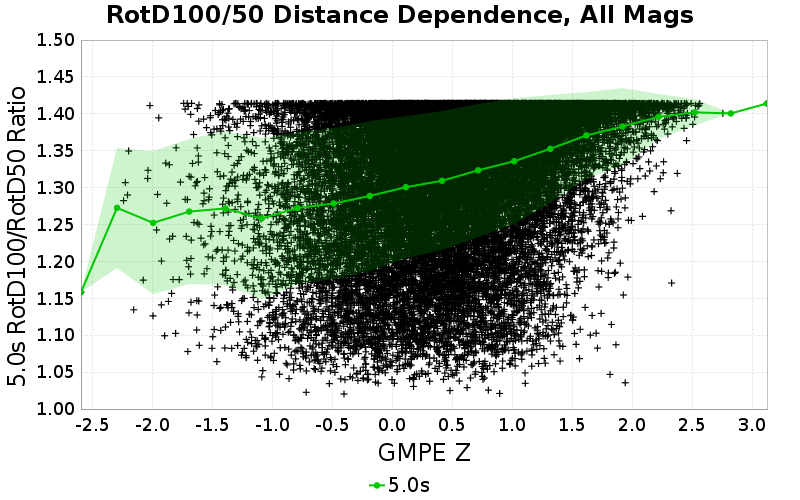 RotD100/50 Distance Dependence, All Mags
5.0s RotD100/RotD50 Ratio
1.50
1.45
1.40
1.35
1.30
1.25
1.20
1.15
1.10
1.05
1.00
-2.5 -2.0 -1.5 -1.0 -0.5 0.0 0.5 1.0 1.5 2.0 2.5 3.0
GMPE Z
5.0s